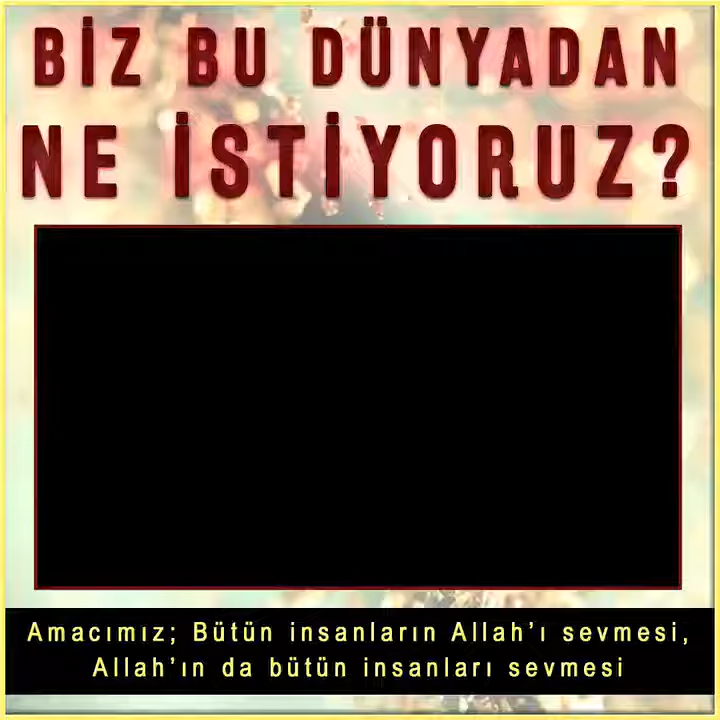 BİZ BU DÜNYADAN
NE İSTİYORUZ?
Amacımız; Bütün insanların Allah’ı sevmesi,
Allah’ın da bütün insanları sevmesi